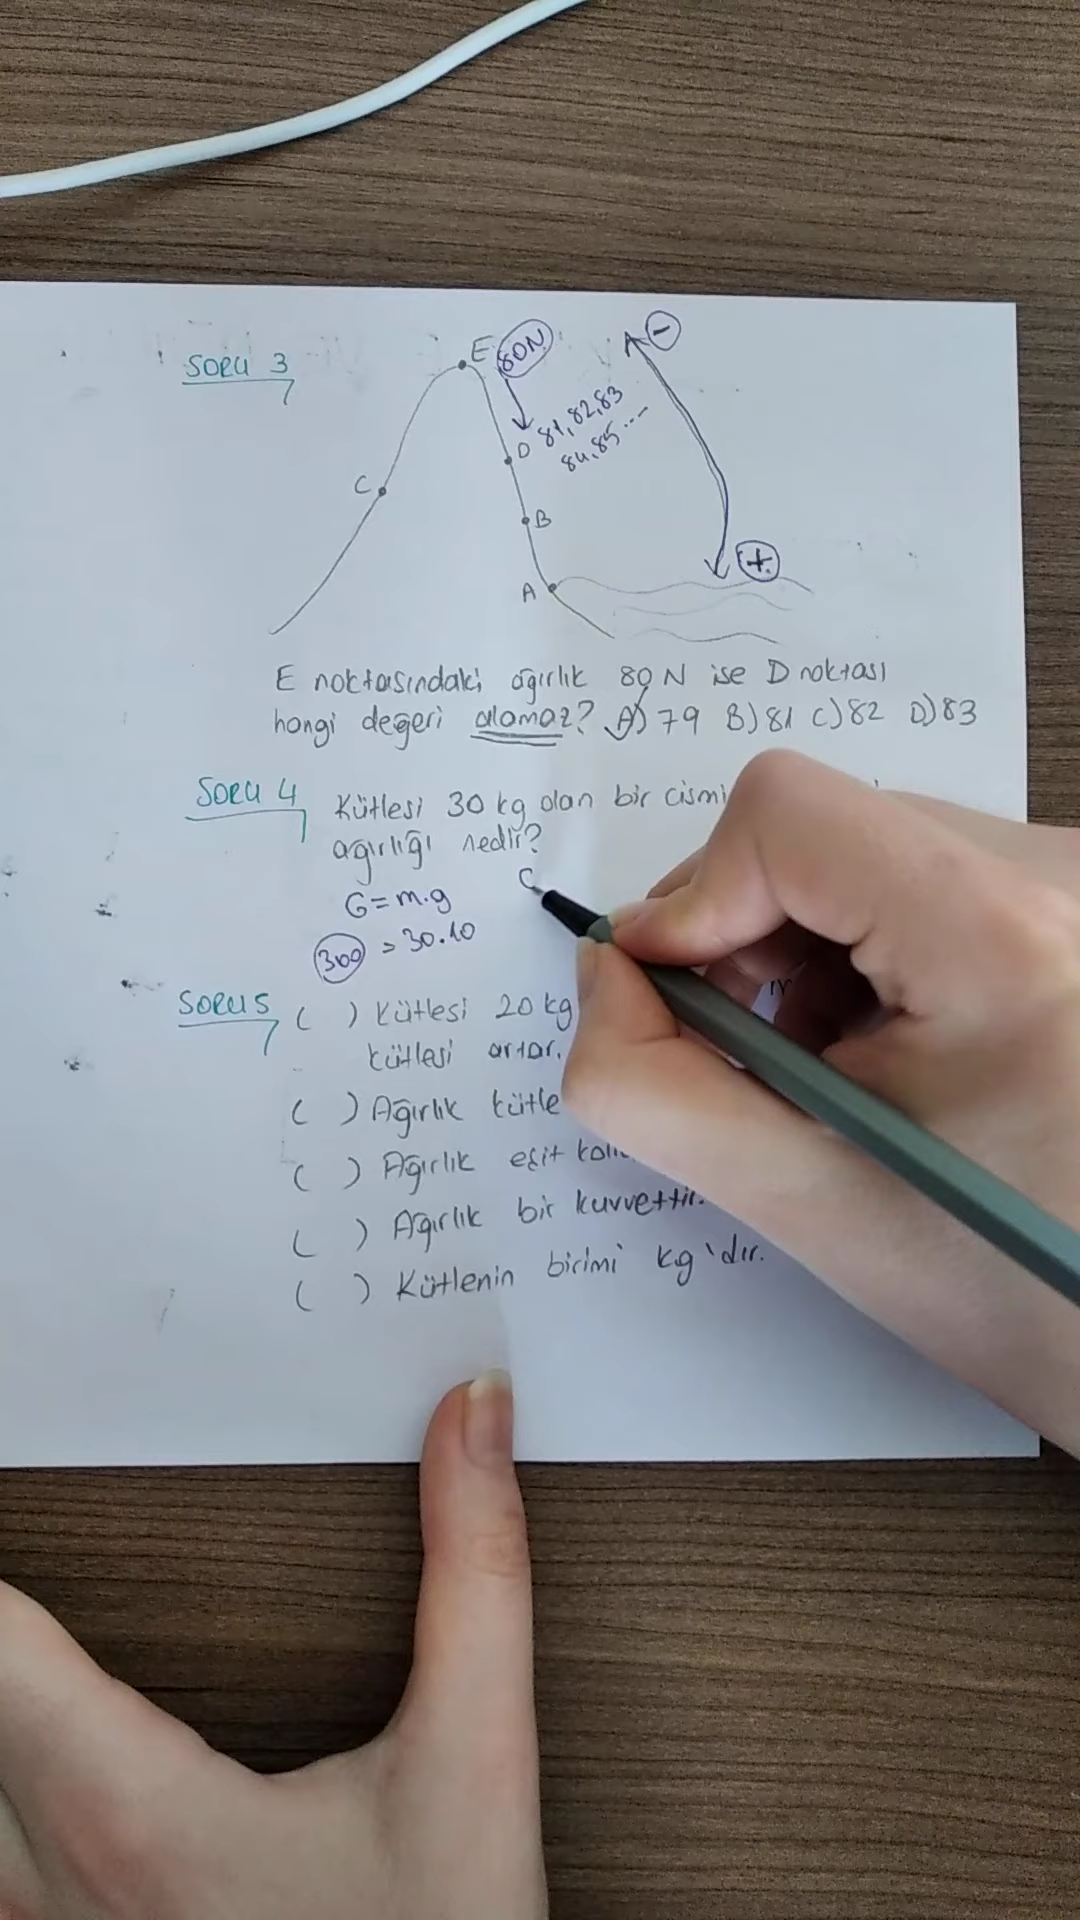 SORU 3
E 80N
-
D 81,82,83
84,85...
C
B
+
A
E noktasındaki ağırlık 80 N ise D noktası
hangi değeri alamaz? A) 79 B) 81 C) 82 D) 83
SORU 4 Kütlesi 30 kg olan bir cismi
ağırlığı nedir?
G = m.g
300 = 30.10
SORU 5 ( ) Kütlesi 20 kg
kütlesi artar.
( ) Ağırlık kütle
( ) Ağırlık eşit
( ) Ağırlık bir kuvvettir.
( ) Kütlenin birimi kg'dır.